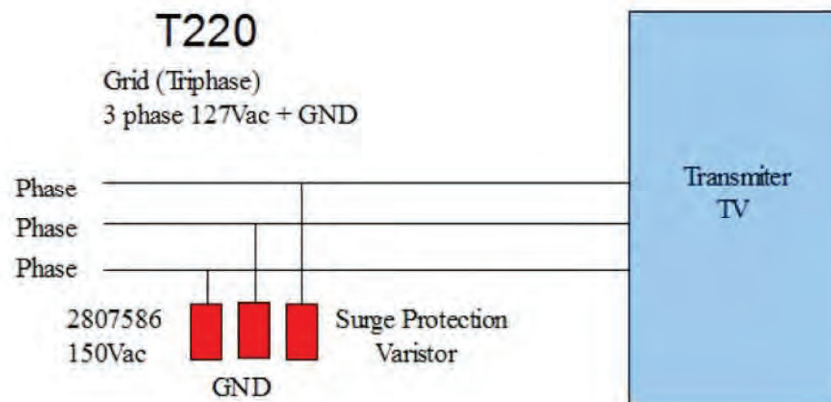 T220
Grid (Triphase)
3 phase 127Vac + GND
Phase
Phase
Phase
Transmiter
TV
2807586
150Vac
Surge Protection
Varistor
GND